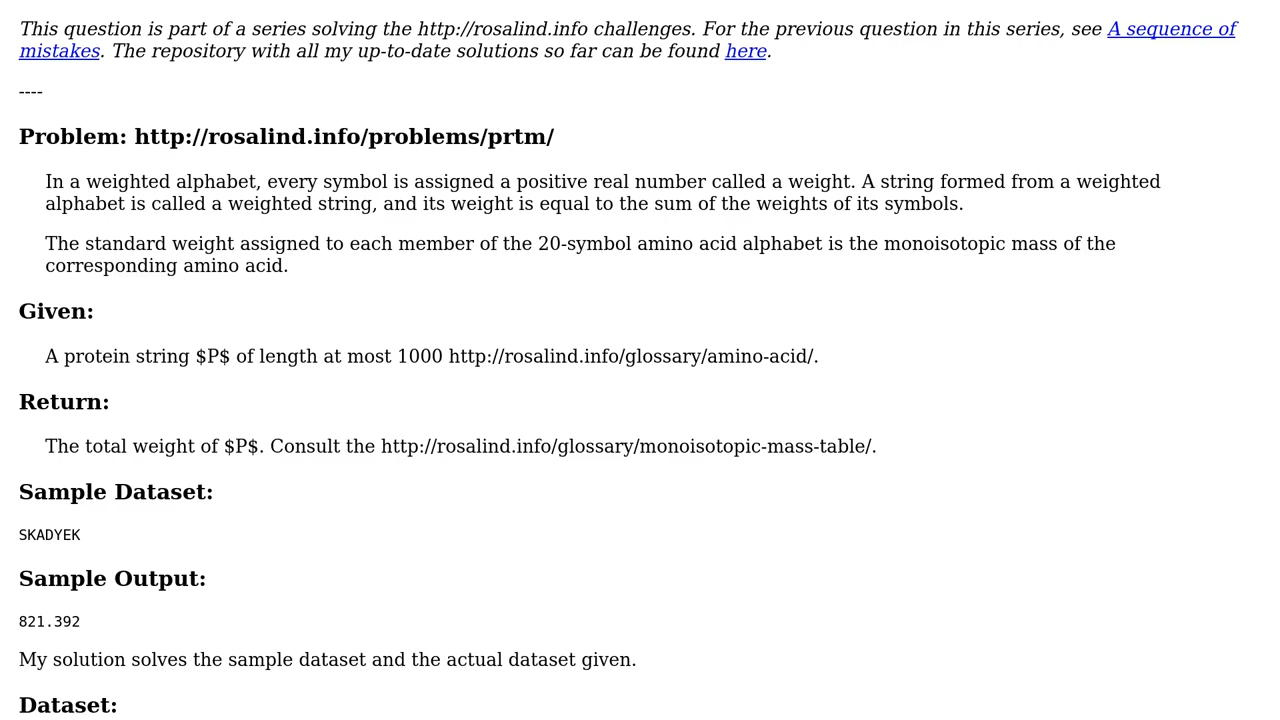 This question is part of a series solving the http://rosalind.info challenges. For the previous question in this series, see A sequence of
mistakes. The repository with all my up-to-date solutions so far can be found here.
----
Problem: http://rosalind.info/problems/prtm/
In a weighted alphabet, every symbol is assigned a positive real number called a weight. A string formed from a weighted
alphabet is called a weighted string, and its weight is equal to the sum of the weights of its symbols.
The standard weight assigned to each member of the 20-symbol amino acid alphabet is the monoisotopic mass of the
corresponding amino acid.
Given:
A protein string $P$ of length at most 1000 http://rosalind.info/glossary/amino-acid/.
Return:
The total weight of $P$. Consult the http://rosalind.info/glossary/monoisotopic-mass-table/.
Sample Dataset:
SKADYEK
Sample Output:
821.392
My solution solves the sample dataset and the actual dataset given.
Dataset: